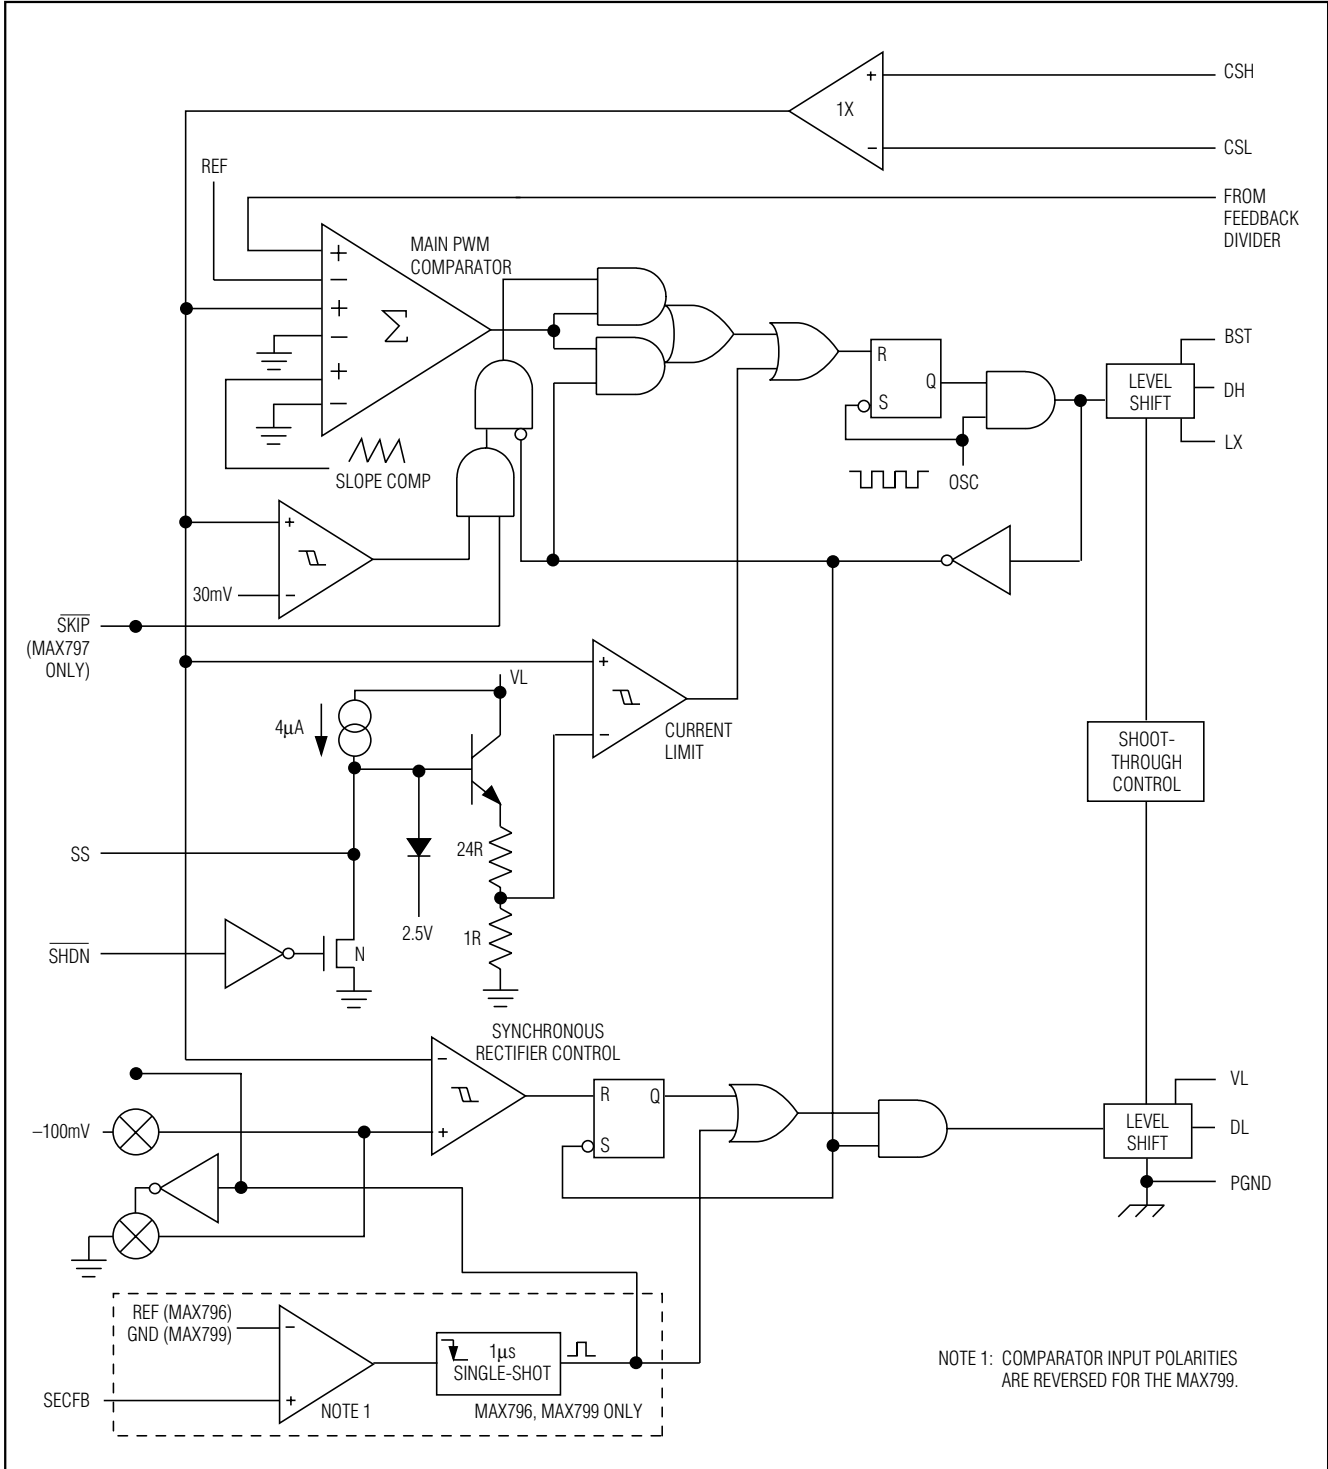 CSH
+
1X
−
CSL
REF
FROM
FEEDBACK
DIVIDER
MAIN PWM
COMPARATOR
+
−
+
−
+
−
Σ
SLOPE COMP
R
Q
S
OSC
BST
LEVEL
SHIFT
DH
LX
+
30mV
−
SKIP
(MAX797
ONLY)
VL
+
−
4µA
CURRENT
LIMIT
SHOOT-
THROUGH
CONTROL
24R
SS
2.5V
1R
SHDN
N
SYNCHRONOUS
RECTIFIER CONTROL
−
+
–100mV
R
Q
S
VL
LEVEL
SHIFT
DL
PGND
REF (MAX796)
GND (MAX799)
−
1µs
SINGLE-SHOT
SECFB
+
NOTE 1
MAX796, MAX799 ONLY
NOTE 1: COMPARATOR INPUT POLARITIES
ARE REVERSED FOR THE MAX799.